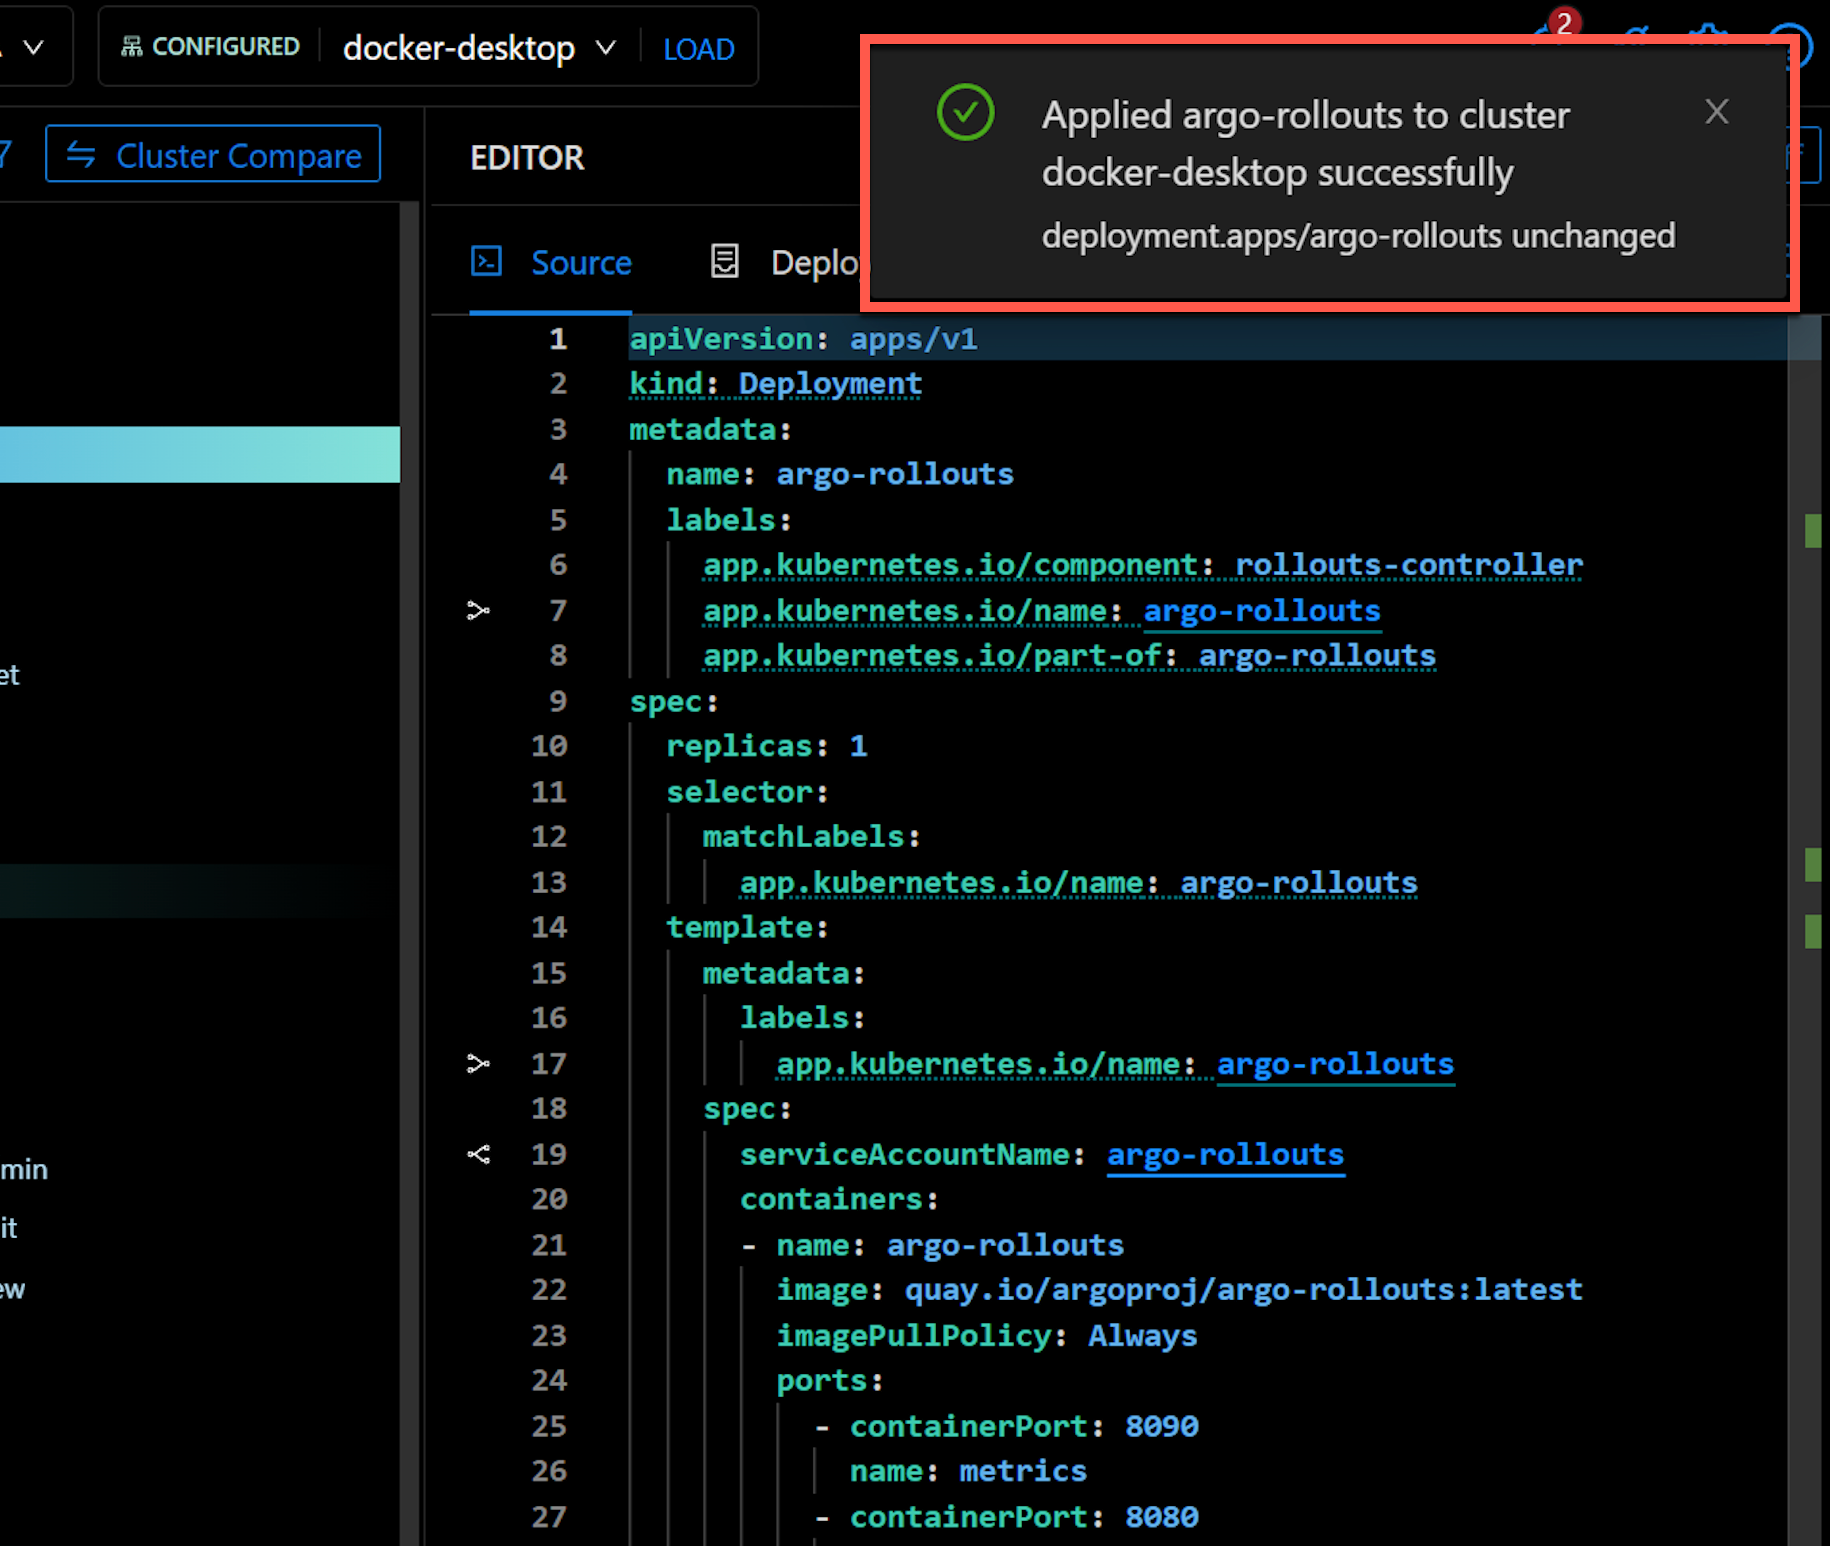 CONFIGURED docker-desktop LOAD
2
Cluster Compare
EDITOR
Applied argo-rollouts to cluster
docker-desktop successfully
deployment.apps/argo-rollouts unchanged
Source
1 apiVersion: apps/v1
2 kind: Deployment
3 metadata:
4 name: argo-rollouts
5 labels:
6 app.kubernetes.io/component: rollouts-controller
7 app.kubernetes.io/name: argo-rollouts
8 app.kubernetes.io/part-of: argo-rollouts
9 spec:
10 replicas: 1
11 selector:
12 matchLabels:
13 app.kubernetes.io/name: argo-rollouts
14 template:
15 metadata:
16 labels:
17 app.kubernetes.io/name: argo-rollouts
18 spec:
19 serviceAccountName: argo-rollouts
20 containers:
21 - name: argo-rollouts
22 image: quay.io/argoproj/argo-rollouts:latest
23 imagePullPolicy: Always
24 ports:
25 - containerPort: 8090
26 name: metrics
27 - containerPort: 8080